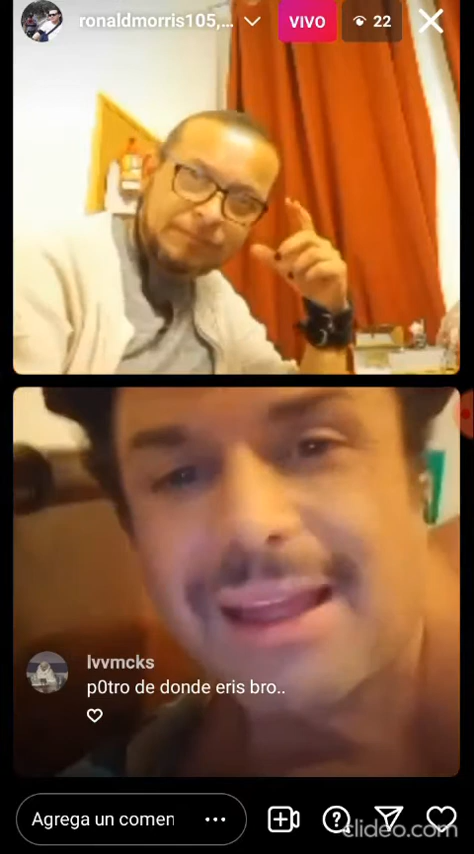 ronaldmorris105,...
VIVO
22
lvvmcks
p0tro de donde eris bro..
Agrega un comen
clideo.com